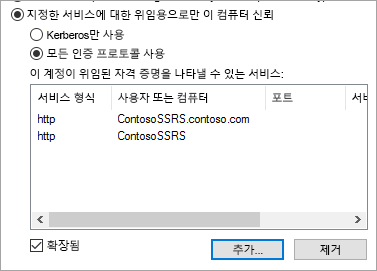 지정한 서비스에 대한 위임용으로만 이 컴퓨터 신뢰
Kerberos만 사용
모든 인증 프로토콜 사용
이 계정이 위임된 자격 증명을 나타낼 수 있는 서비스:
서비스 형식 사용자 또는 컴퓨터 포트 서비
http ContosoSSRS.contoso.com
http ContosoSSRS
확장됨 추가... 제거